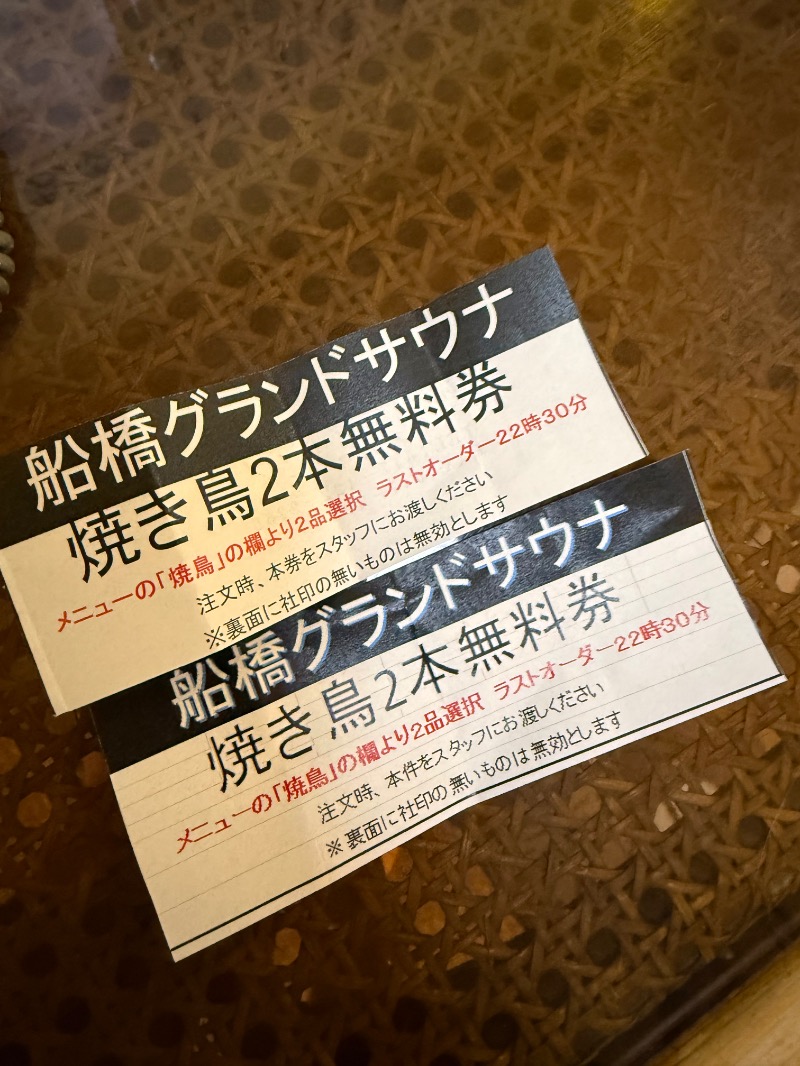 船橋グランドサウナ
焼き鳥2本無料券
メニューの「焼鳥」の欄より2品選択 ラストオーダー22時30分
注文時、本券をスタッフにお渡しください
※裏面に社印の無いものは無効とします
船橋グランドサウナ
焼き鳥2本無料券
メニューの「焼鳥」の欄より2品選択 ラストオーダー22時30分
注文時、本件をスタッフにお渡しください
※裏面に社印の無いものは無効とします